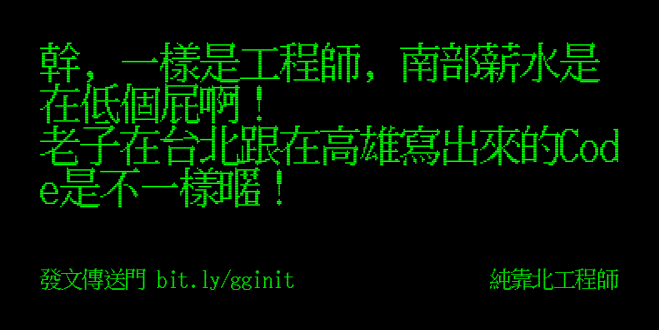 幹, 一樣是工程師, 南部薪水是
在低個屁啊!
老子在台北跟在高雄寫出來的Cod
e是不一樣喔!
發文傳送門 bit.ly/gginit
純靠北工程師